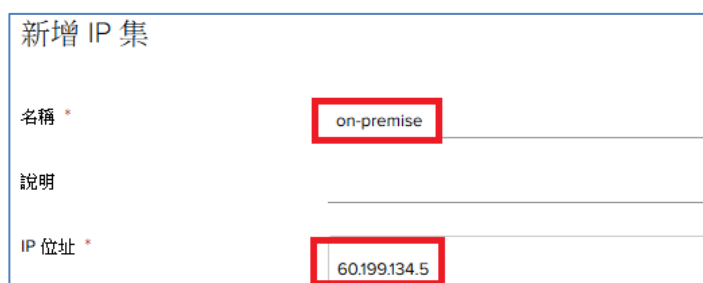 新增 IP 集
名稱 *
on-premise
說明
IP 位址 *
60.199.134.5